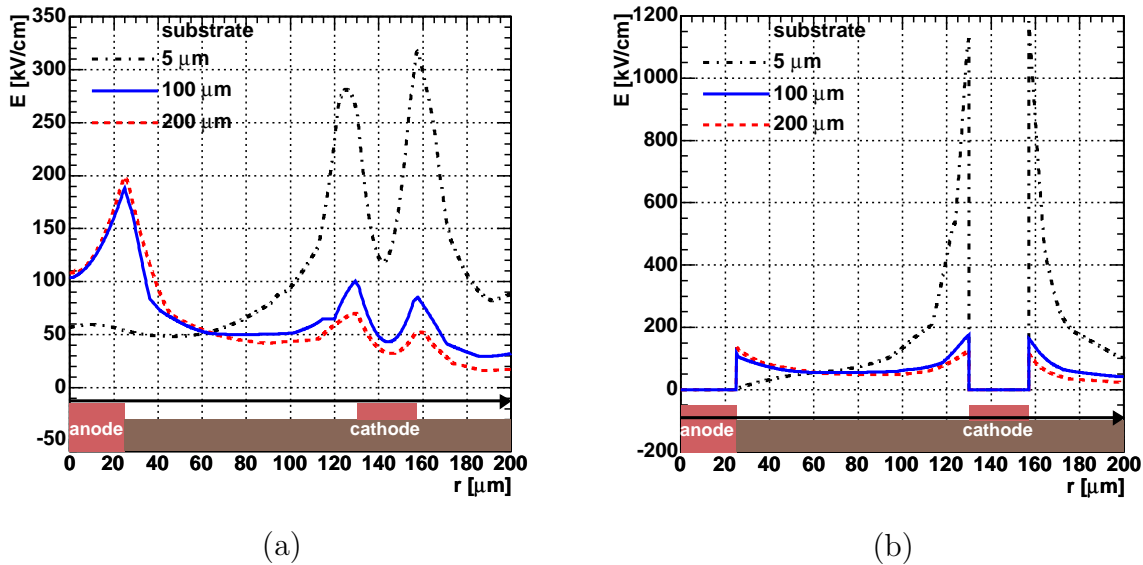 E [kV/cm]
350
300
250
200
150
100
50
0
-50
substrate
5 μm
100 μm
200 μm
anode
cathode
0 20 40 60 80 100 120 140 160 180 200
r [μm]
(a)
E [kV/cm]
1200
1000
800
600
400
200
0
-200
substrate
5 μm
100 μm
200 μm
anode
cathode
0 20 40 60 80 100 120 140 160 180 200
r [μm]
(b)